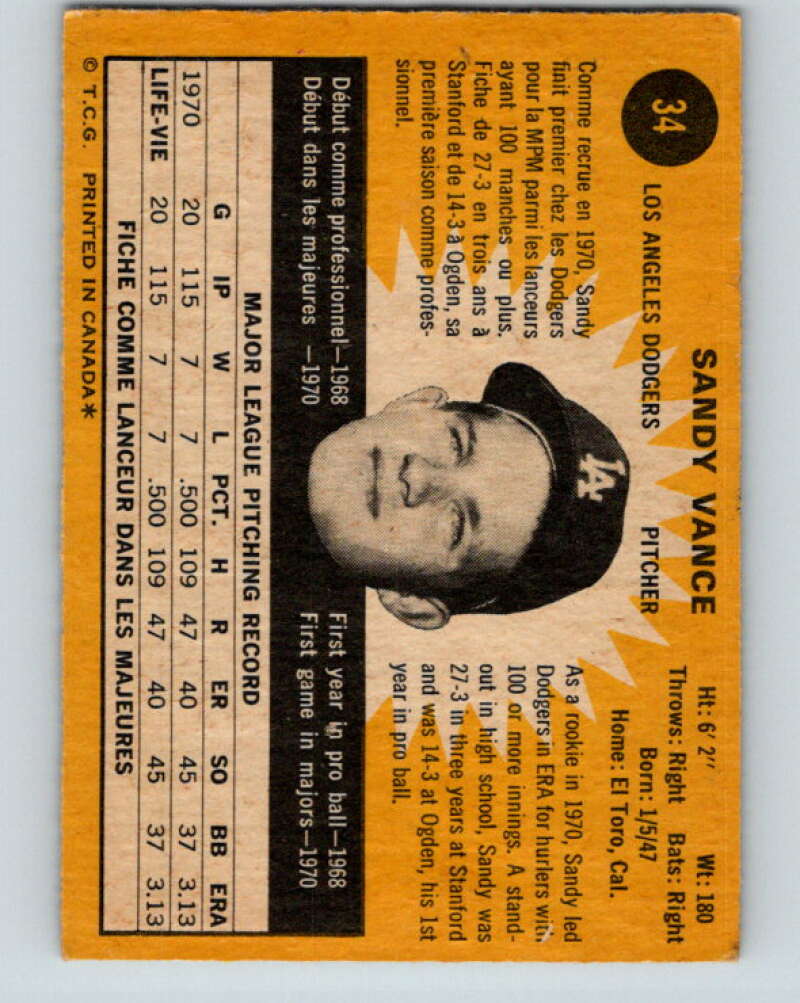 34
SANDY VANCE
LOS ANGELES DODGERS PITCHER
Ht: 6' 2" Wt: 180
Throws: Right Bats: Right
Born: 1/5/47
Home: El Toro, Cal.
Comme recrue en 1970, Sandy
finit premier chez les Dodgers
pour la MPM parmi les lanceurs
ayant 100 manches ou plus.
Fiche de 27-3 en trois ans à
Stanford et de 14-3 à Ogden, sa
première saison comme profes-
sionnel.
LA
As a rookie in 1970, Sandy led
Dodgers in ERA for hurlers with
100 or more innings. A stand-
out in high school, Sandy was
27-3 in three years at Stanford
and was 14-3 at Ogden, his 1st
year in pro ball.
Début comme professionnel—1968
Début dans les majeures —1970
First year in pro ball—1968
First game in majors—1970
MAJOR LEAGUE PITCHING RECORD
G IP W L PCT. H R ER SO BB ERA
1970 20 115 7 7 .500 109 47 40 45 37 3.13
LIFE-VIE 20 115 7 7 .500 109 47 40 45 37 3.13
FICHE COMME LANCEUR DANS LES MAJEURES
© T.C.G. PRINTED IN CANADA*